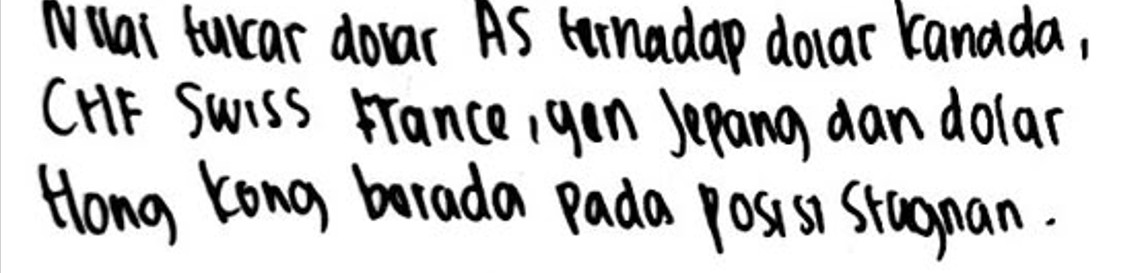 Nilai tukar dolar AS terhadap dolar Kanada,
CHF Swiss France, yen Jepang dan dolar
Hong Kong berada pada posisi Stagnan.